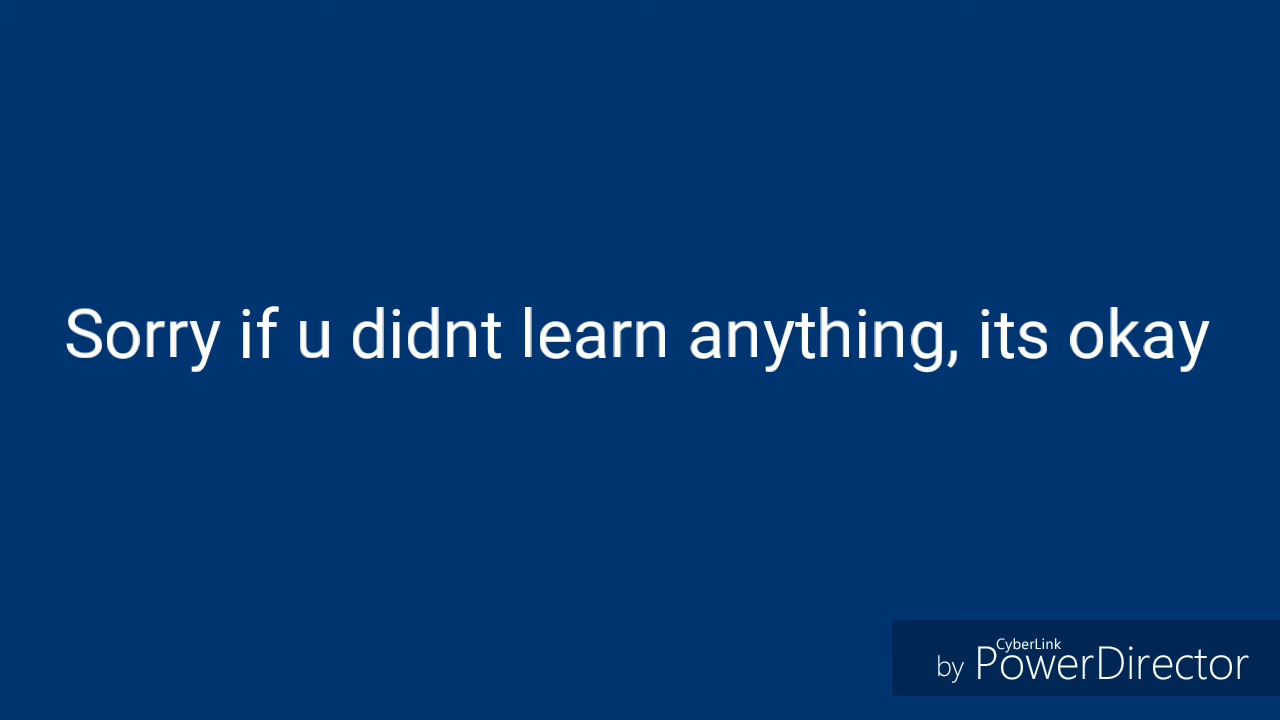 Sorry if u didnt learn anything, its okay
CyberLink
by PowerDirector